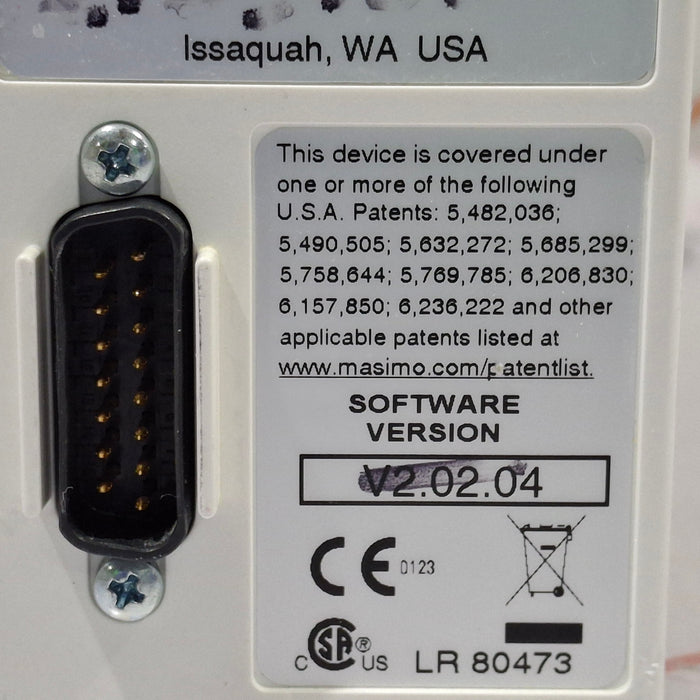 Issaquah, WA USA
This device is covered under
one or more of the following
U.S.A. Patents: 5,482,036;
5,490,505; 5,632,272; 5,685,299;
5,758,644; 5,769,785; 6,206,830;
6,157,850; 6,236,222 and other
applicable patents listed at
www.masimo.com/patentlist.
SOFTWARE
VERSION
V2.02.04
CE 0123
C SA ® US LR 80473